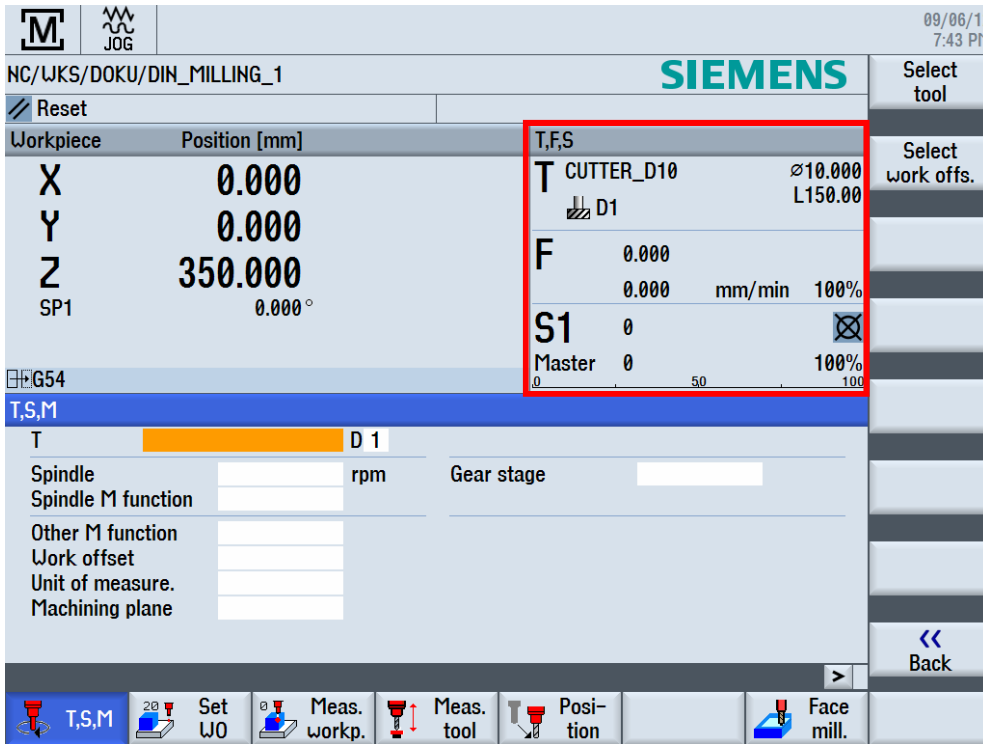 M
JOG
09/06/1
7:43 PM
NC/WKS/DOKU/DIN_MILLING_1
SIEMENS
Select
tool
Reset
Workpiece Position [mm]
T,F,S
X 0.000
Y 0.000
Z 350.000
SP1 0.000°
T CUTTER_D10 ⌀10.000
L150.00
D1
F 0.000
0.000 mm/min 100%
S1 0
Master 0 100%
0 50 100
Select
work offs.
G54
T,S,M
T D 1
Spindle rpm Gear stage
Spindle M function
Other M function
Work offset
Unit of measure.
Machining plane
<<
Back
>
T,S,M
20 Set
WO
0 Meas.
workp.
Meas.
tool
Posi-
tion
Face
mill.